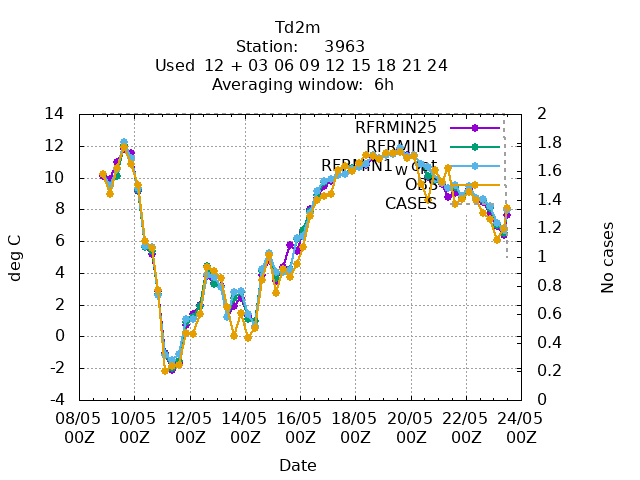 Td2m
Station: 3963
Used 12 + 03 06 09 12 15 18 21 24
Averaging window: 6h
14
12
10
8
6
4
2
0
-2
-4
deg C
2
1.8
1.6
1.4
1.2
1
0.8
0.6
0.4
0.2
0
No cases
RFRMIN25
RFRMIN1
RFRMIN1_w_opt
OBS
CASES
08/05 10/05 12/05 14/05 16/05 18/05 20/05 22/05 24/05
00Z 00Z 00Z 00Z 00Z 00Z 00Z 00Z 00Z
Date